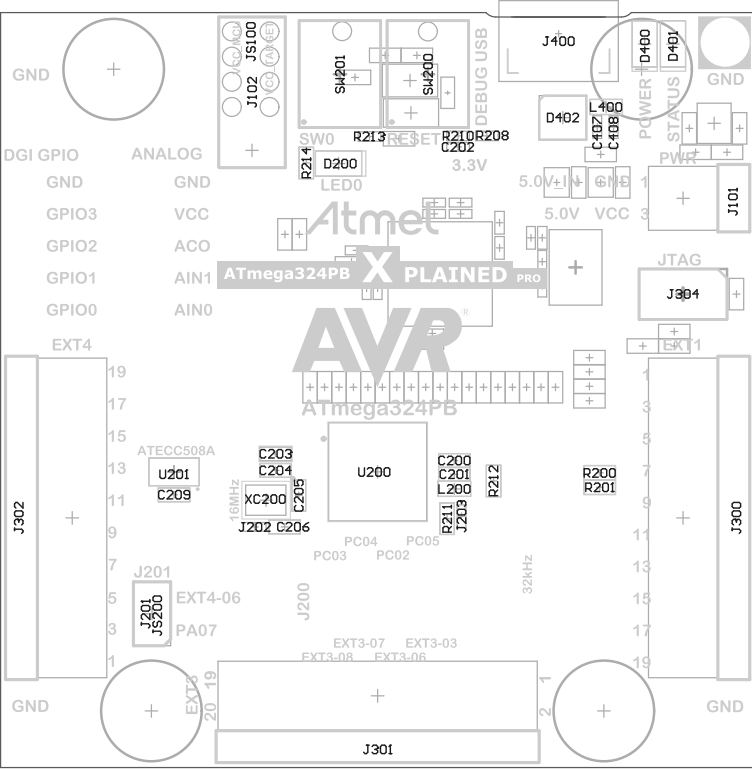 JS100
VCC_MCU
VCC_TARGET
J102
SW201
SW200
DEBUG USB
J400
D400
D401
GND
GND
POWER
STATUS
D402
L400
C407
C408
SW0
RESET
R213
R210
R208
C202
3.3V
DGI GPIO
ANALOG
R214
D200
LED0
PWR
GND
GND
5.0V_IN
GND
1
J101
GPIO3
VCC
Atmel
5.0V
VCC
3
GPIO2
ACO
JTAG
GPIO1
AIN1
ATmega324PB
X PLAINED PRO
J304
GPIO0
AIN0
AVR®
EXT4
EXT1
19
1
17
ATmega324PB
3
15
5
ATECC508A
C203
C200
13
U201
C204
U200
C201
R212
R200
7
C209
16MHz
XC200
C205
L200
R201
11
9
J302
J202
C206
R211
J203
J300
9
PC04
PC05
11
PC03
PC02
7
J201
32kHz
13
5
J201
JS200
EXT4-06
J200
15
3
PA07
17
EXT3-07
EXT3-03
1
EXT3-08
EXT3-06
19
EXT3
19
20
1
2
GND
GND
J301